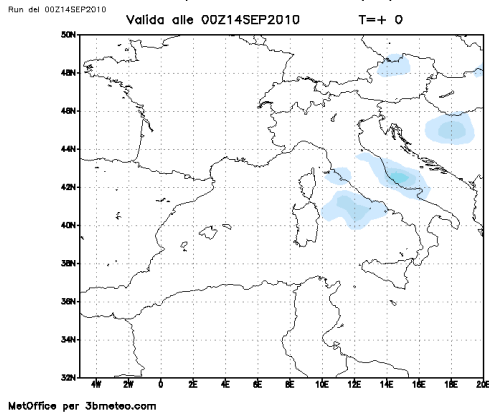 Run del 00Z14SEP2010
Valida alle 00Z14SEP2010 T=+ 0
50N
48N
46N
44N
42N
40N
38N
36N
34N
32N
4W 2W 0 2E 4E 6E 8E 10E 12E 14E 16E 18E 20E
MetOffice per 3bmeteo.com